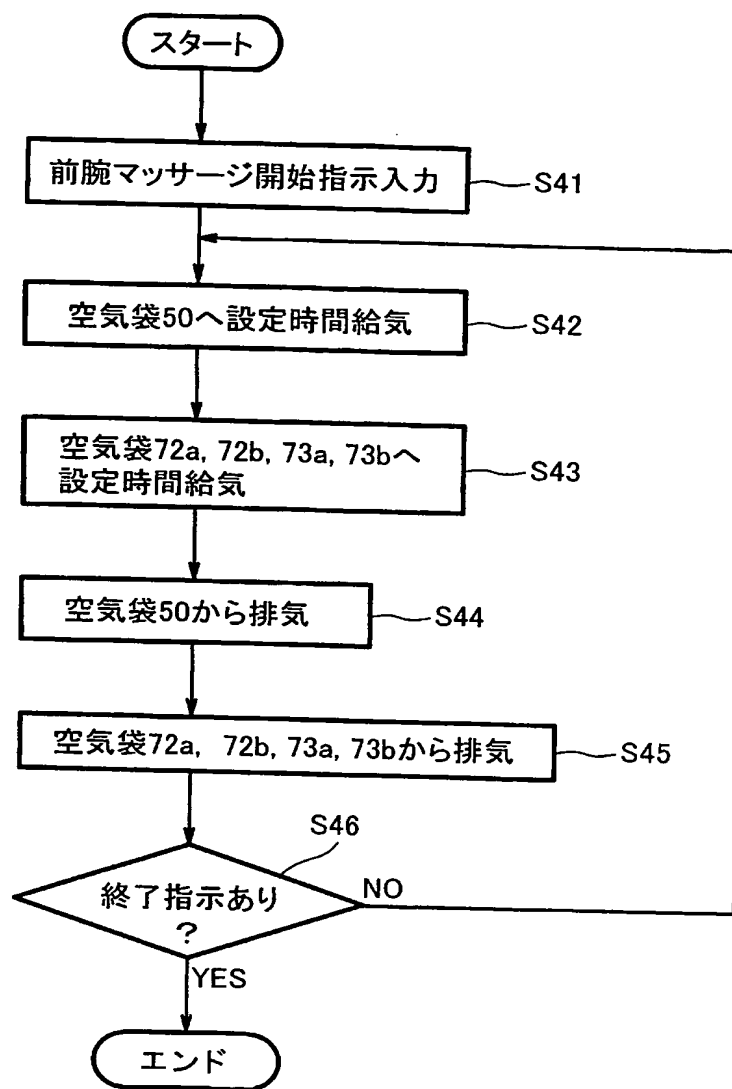 スタート
前腕マッサージ開始指示入力
S41
空気袋50へ設定時間給気
S42
空気袋72a, 72b, 73a, 73bへ
設定時間給気
S43
空気袋50から排気
S44
空気袋72a, 72b, 73a, 73bから排気
S45
S46
終了指示あり
?
NO
YES
エンド